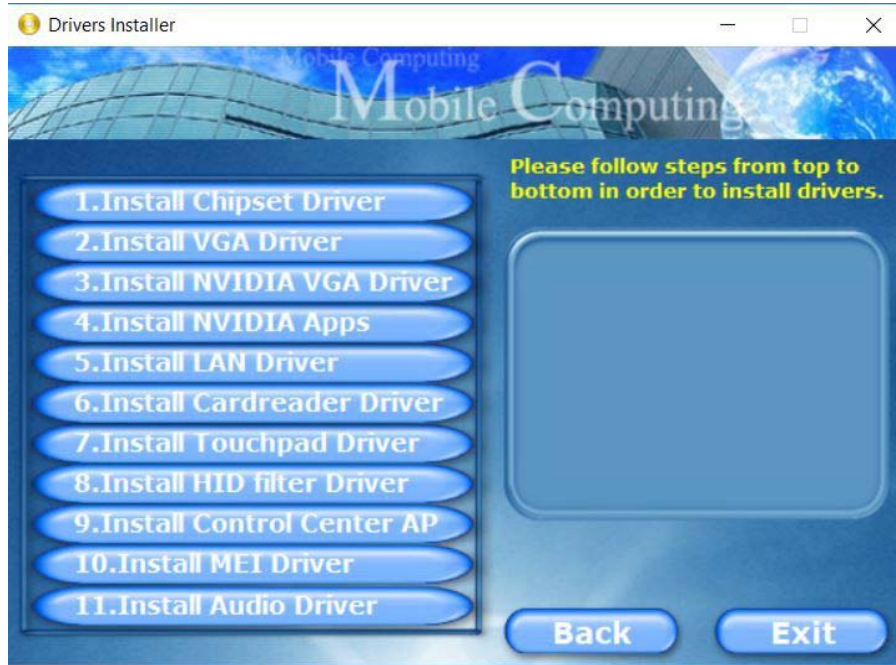 Drivers Installer
Mobile Computing
Mobile Computing
Please follow steps from top to
bottom in order to install drivers.
1.Install Chipset Driver
2.Install VGA Driver
3.Install NVIDIA VGA Driver
4.Install NVIDIA Apps
5.Install LAN Driver
6.Install Cardreader Driver
7.Install Touchpad Driver
8.Install HID filter Driver
9.Install Control Center AP
10.Install MEI Driver
11.Install Audio Driver
Back
Exit